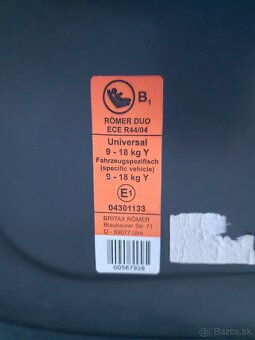 B1
RÖMER DUO
ECE R44/04
Universal
9 - 18 kg Y
Fahrzeugspezifisch
(specific vehicle)
9 - 18 kg Y
E1
04301133
BRITAX RÖMER
Blaubeurer Str. 71
D - 89077 Ulm
00567928
Bazos.sk